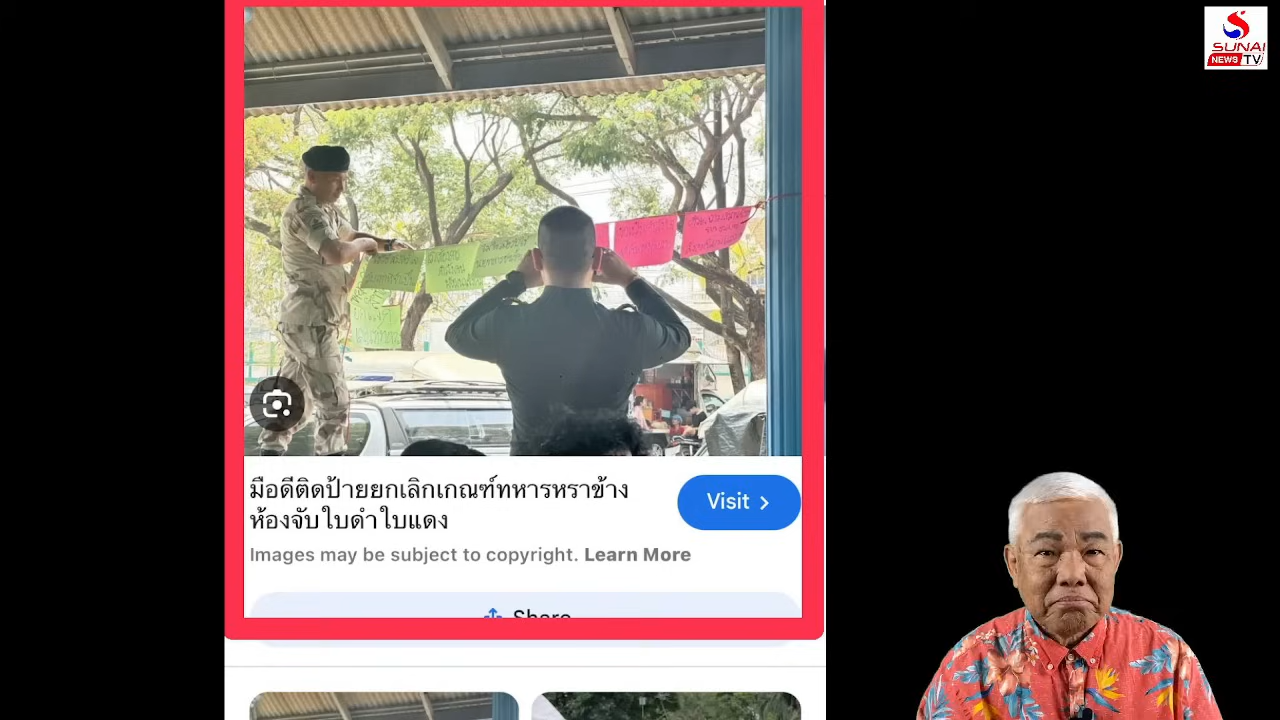 SUNAI
NEWS TV
มือดีติดป้ายยกเลิกเกณฑ์ทหารหราข้าง
ห้องจับใบดำใบแดง
Visit
Images may be subject to copyright. Learn More
Share